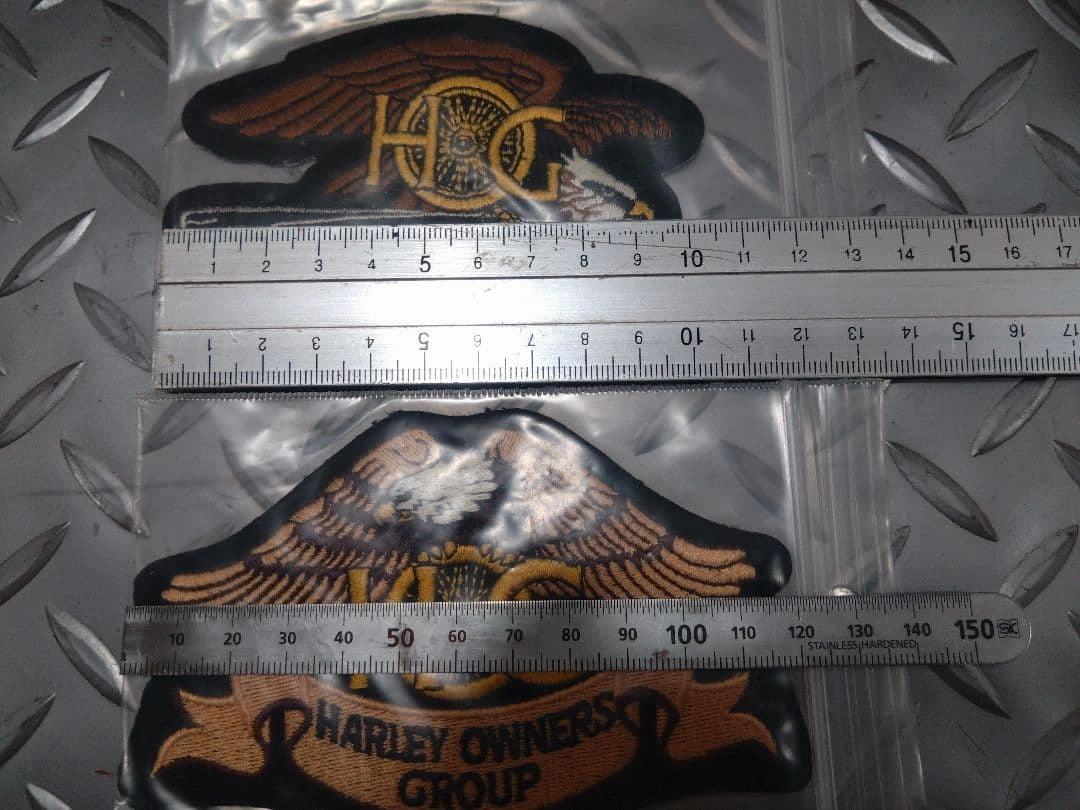 H G
1 2 3 4 5 6 7 8 9 10 11 12 13 14 15 16 17
1 2 3 4 5 6 7 8 9 10 11 12 13 14 15 16 17
10 20 30 40 50 60 70 80 90 100 110 120 130 140 150 SK
STAINLESS HARDENED
HARLEY OWNERS
GROUP